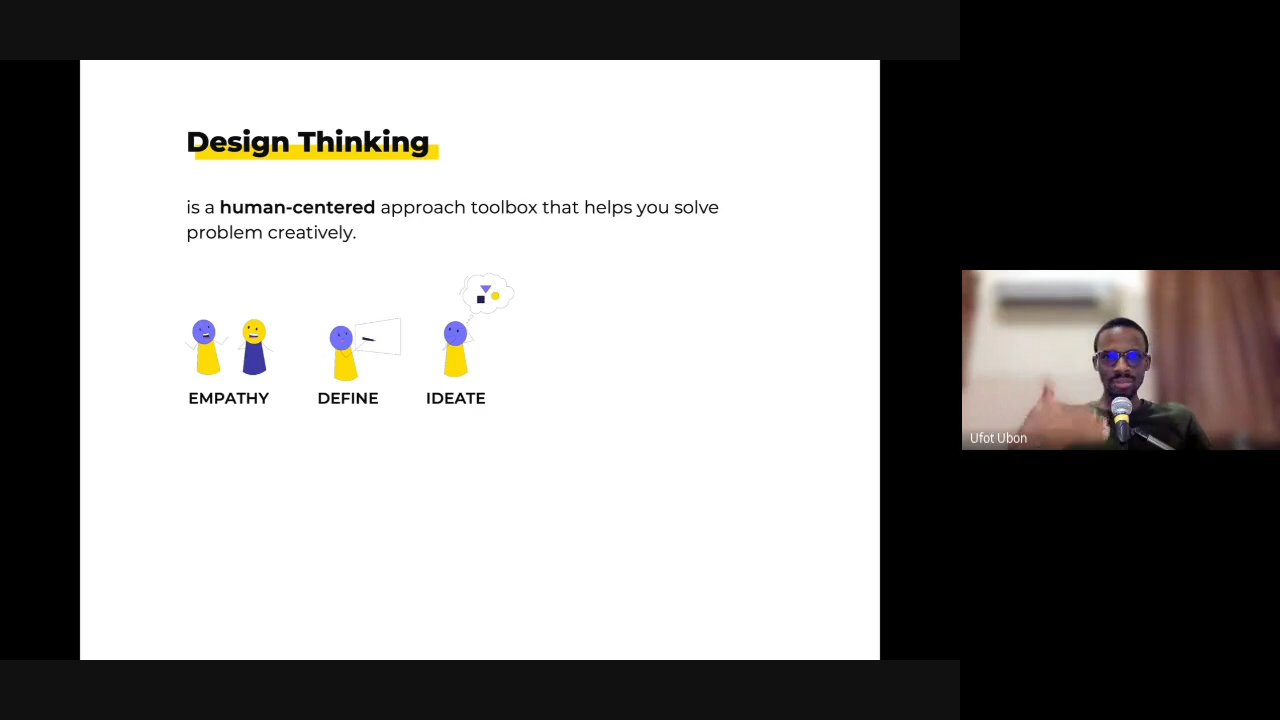 Design Thinking
is a human-centered approach toolbox that helps you solve
problem creatively.
EMPATHY
DEFINE
IDEATE
Ufot Ubon